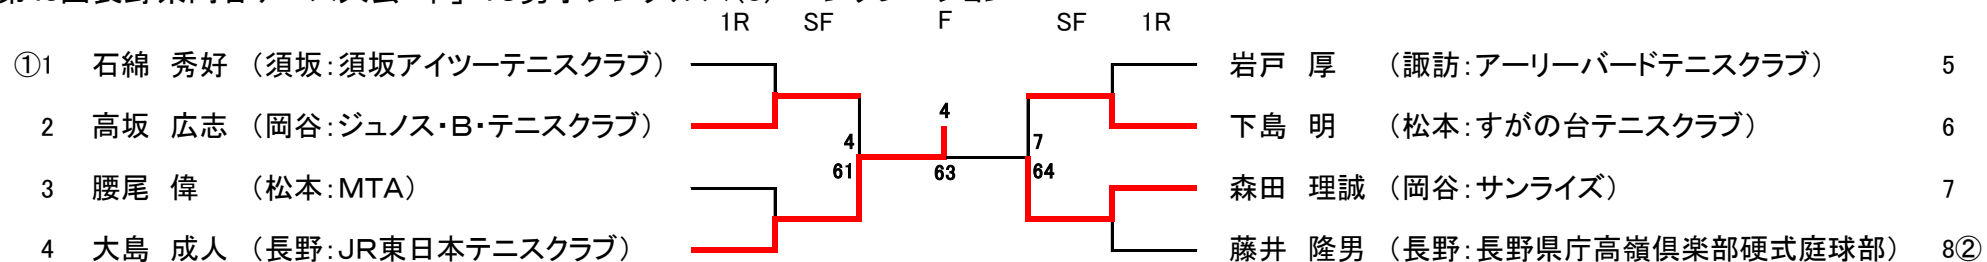 1R SF F SF 1R
①1 石綿 秀好 (須坂:須坂アイツーテニスクラブ) 岩戸 厚 (諏訪:アーリーバードテニスクラブ) 5
4
2 高坂 広志 (岡谷:ジュノス・B・テニスクラブ) 下島 明 (松本:すがの台テニスクラブ) 6
4 7
61 63 64
3 腰尾 偉 (松本:MTA) 森田 理誠 (岡谷:サンライズ) 7
4 大島 成人 (長野:JR東日本テニスクラブ) 藤井 隆男 (長野:長野県庁高嶺倶楽部硬式庭球部) 8②